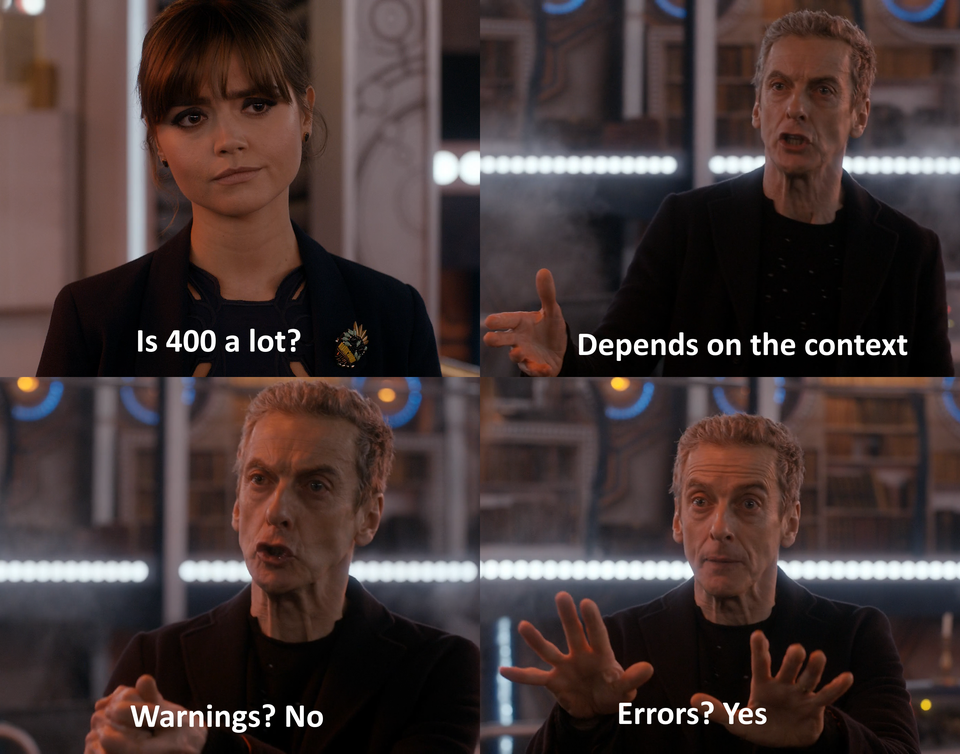 Is 400 a lot?
Depends on the context
Warnings? No
Errors? Yes